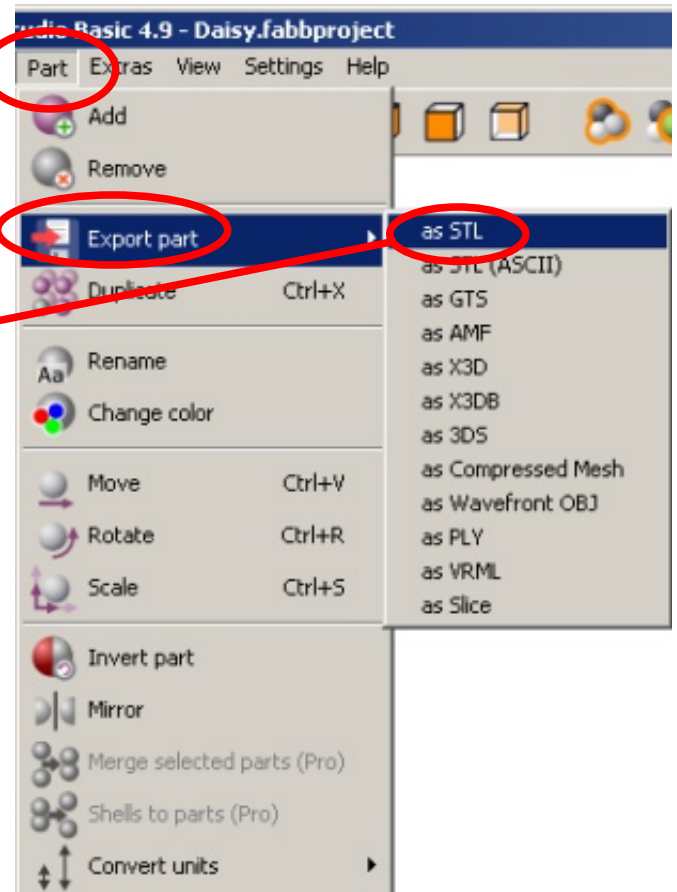 Basic 4.9 - Daisy.fabbproject
Part Extras View Settings Help
Add
Remove
Export part
Duplicate Ctrl+X
Rename
Change color
Move Ctrl+V
Rotate Ctrl+R
Scale Ctrl+S
Invert part
Mirror
Merge selected parts (Pro)
Shells to parts (Pro)
Convert units
as STL
as STL (ASCII)
as GTS
as AMF
as X3D
as X3DB
as 3DS
as Compressed Mesh
as Wavefront OBJ
as PLY
as VRML
as Slice
Aa